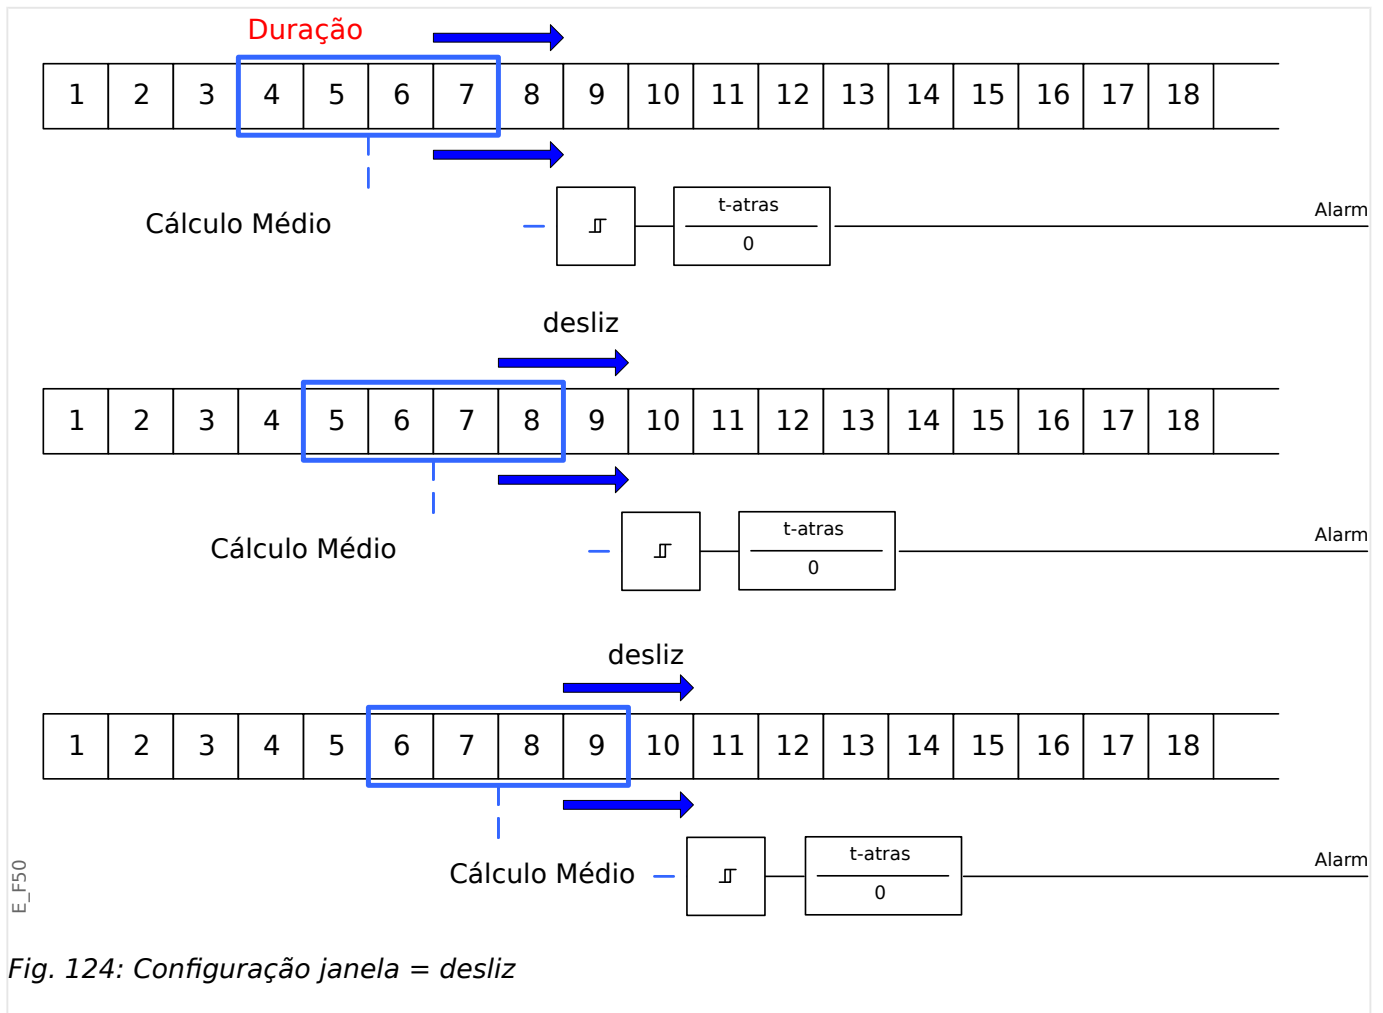 Duração
1 2 3 4 5 6 7 8 9 10 11 12 13 14 15 16 17 18
t-atras
0
Alarm
Cálculo Médio
desliz
1 2 3 4 5 6 7 8 9 10 11 12 13 14 15 16 17 18
t-atras
0
Alarm
Cálculo Médio
desliz
1 2 3 4 5 6 7 8 9 10 11 12 13 14 15 16 17 18
t-atras
0
Alarm
Cálculo Médio
E_F50
Fig. 124: Configuração janela = desliz